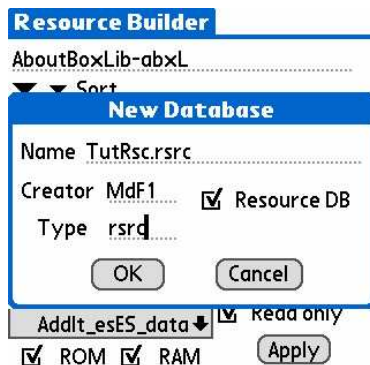 Resource Builder
AboutBoxLib-abxL
Sort
New Database
Name TutRsc.rsrc
Creator MdF1 Resource DB
Type rsrc
OK Cancel
AddIt_esES_data Read only
ROM RAM Apply